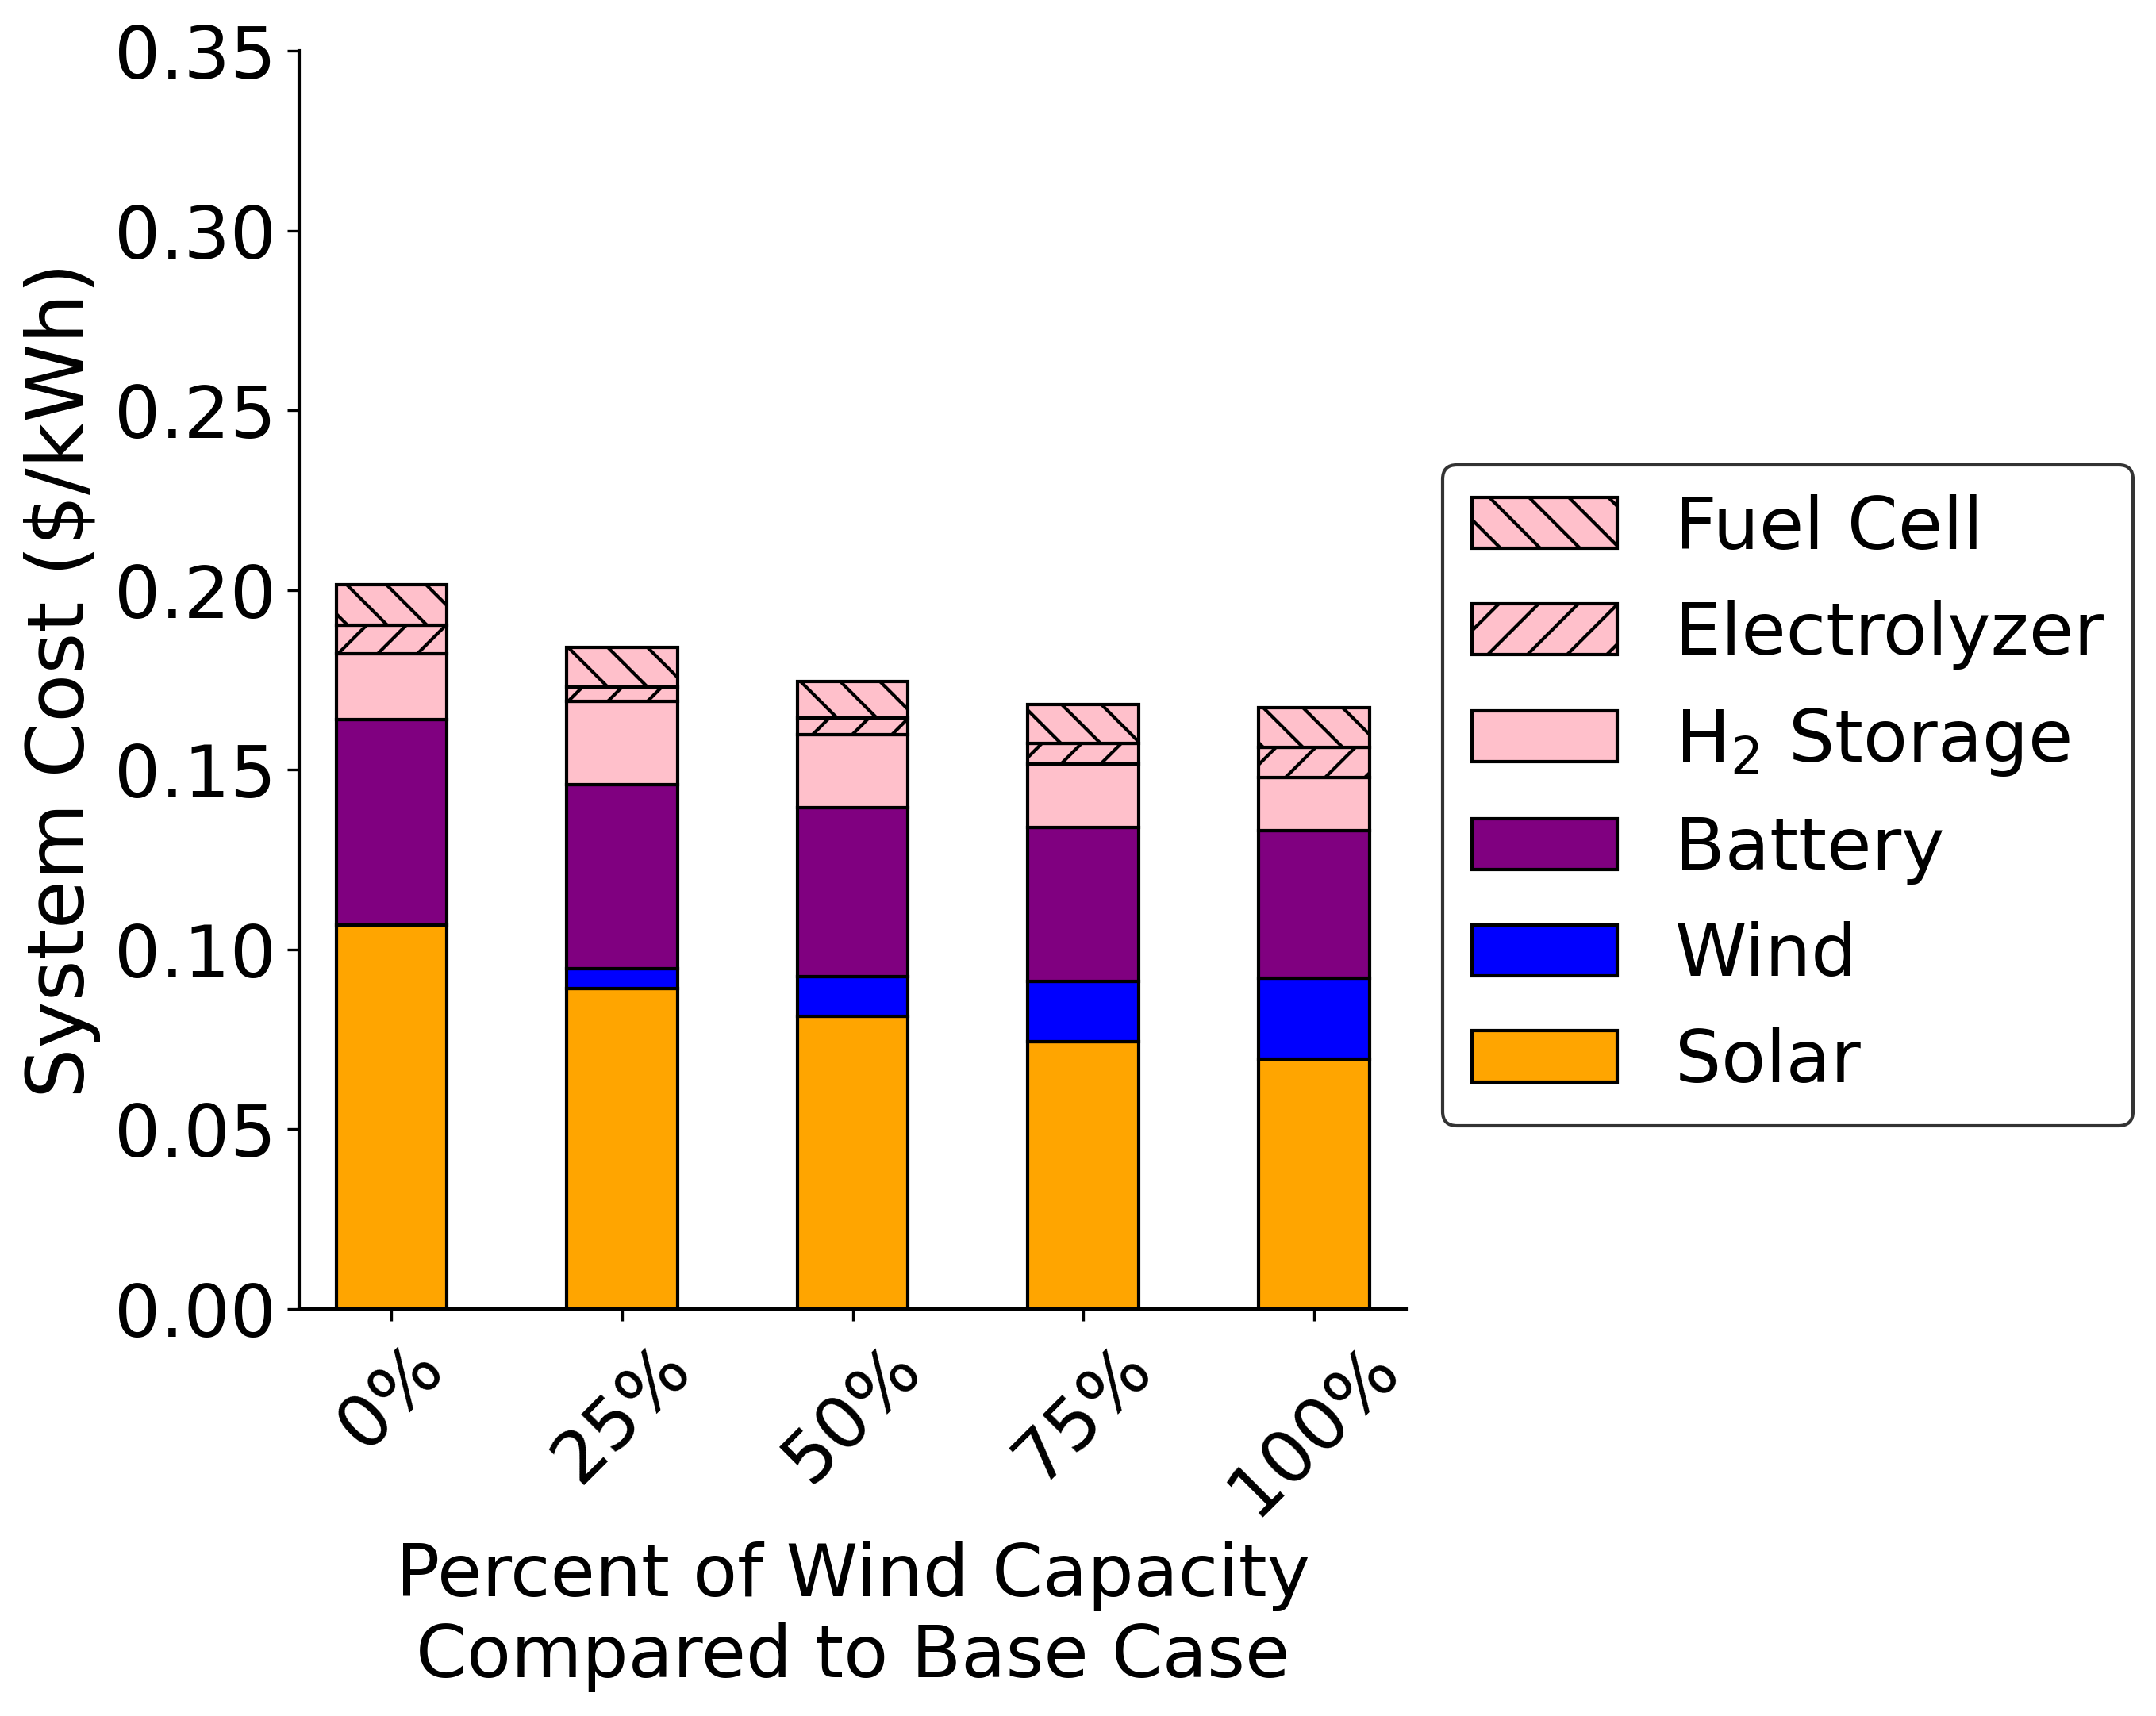 System Cost ($/kWh)
0.35
0.30
0.25
0.20
0.15
0.10
0.05
0.00
0%
25%
50%
75%
100%
Percent of Wind Capacity
Compared to Base Case
Fuel Cell
Electrolyzer
H₂ Storage
Battery
Wind
Solar